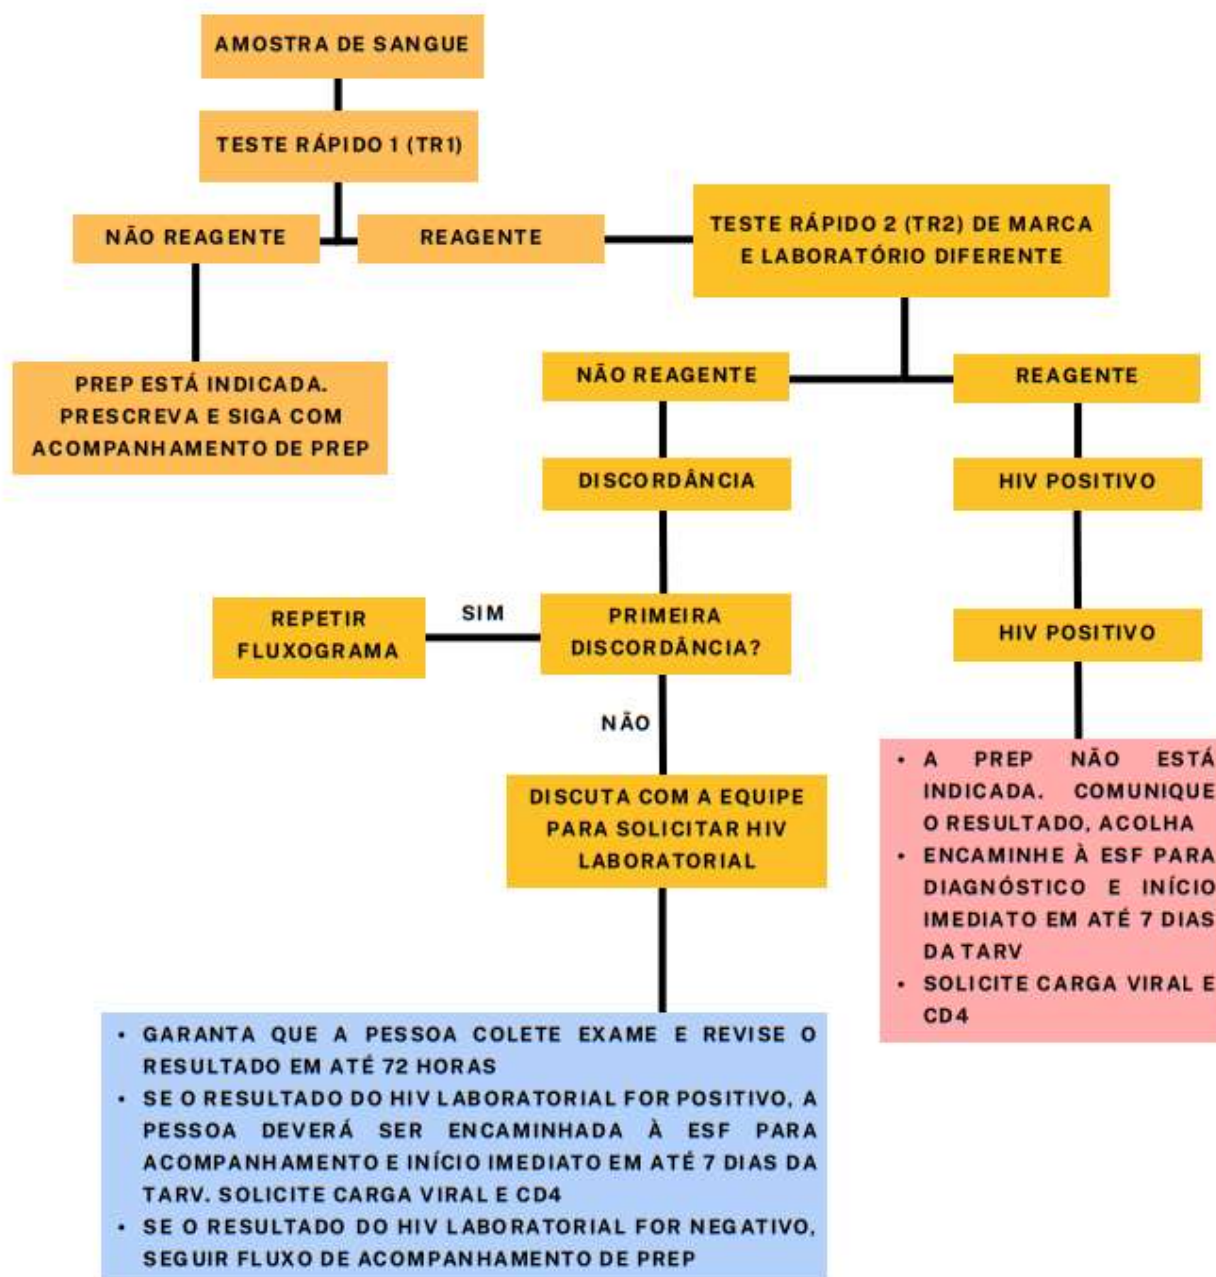 AMOSTRA DE SANGUE
TESTE RÁPIDO 1 (TR1)
NÃO REAGENTE
REAGENTE
TESTE RÁPIDO 2 (TR2) DE MARCA
E LABORATÓRIO DIFERENTE
PREP ESTÁ INDICADA.
PRESCREVA E SIGA COM
ACOMPANHAMENTO DE PREP
NÃO REAGENTE
REAGENTE
DISCORDÂNCIA
HIV POSITIVO
REPETIR
FLUXOGRAMA
SIM
PRIMEIRA
DISCORDÂNCIA?
HIV POSITIVO
NÃO
DISCUTA COM A EQUIPE
PARA SOLICITAR HIV
LABORATORIAL
• A PREP NÃO ESTÁ
INDICADA. COMUNIQUE
O RESULTADO, ACOLHA
• ENCAMINHE À ESF PARA
DIAGNÓSTICO E INÍCIO
IMEDIATO EM ATÉ 7 DIAS
DA TARV
• SOLICITE CARGA VIRAL E
CD4
• GARANTA QUE A PESSOA COLETE EXAME E REVISE O
RESULTADO EM ATÉ 72 HORAS
• SE O RESULTADO DO HIV LABORATORIAL FOR POSITIVO, A
PESSOA DEVERÁ SER ENCAMINHADA À ESF PARA
ACOMPANHAMENTO E INÍCIO IMEDIATO EM ATÉ 7 DIAS DA
TARV. SOLICITE CARGA VIRAL E CD4
• SE O RESULTADO DO HIV LABORATORIAL FOR NEGATIVO,
SEGUIR FLUXO DE ACOMPANHAMENTO DE PREP